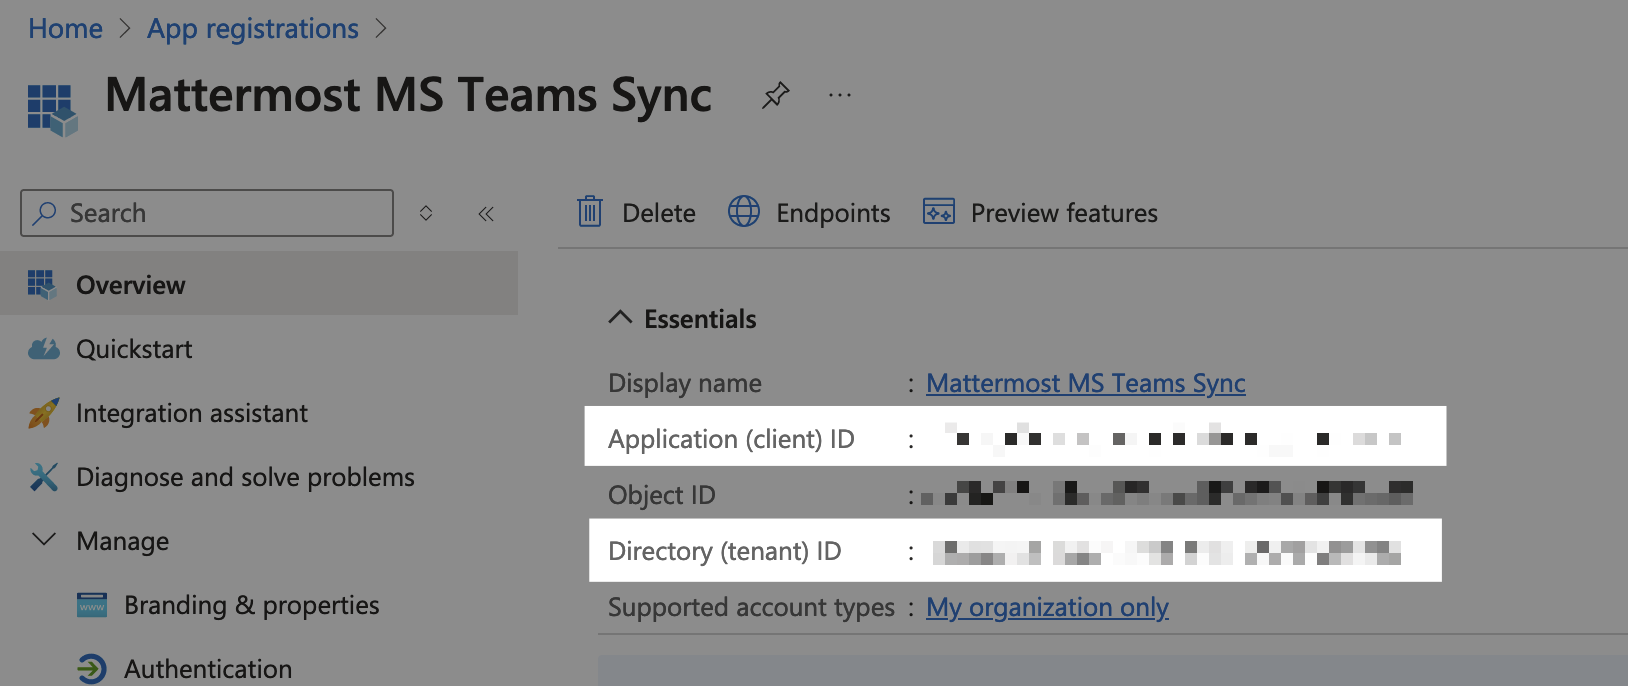 Home > App registrations >
Mattermost MS Teams Sync ...
Search
Delete Endpoints Preview features
Overview
Quickstart
Integration assistant
Diagnose and solve problems
Manage
Branding & properties
Authentication
Essentials
Display name : Mattermost MS Teams Sync
Application (client) ID :
Object ID :
Directory (tenant) ID :
Supported account types : My organization only